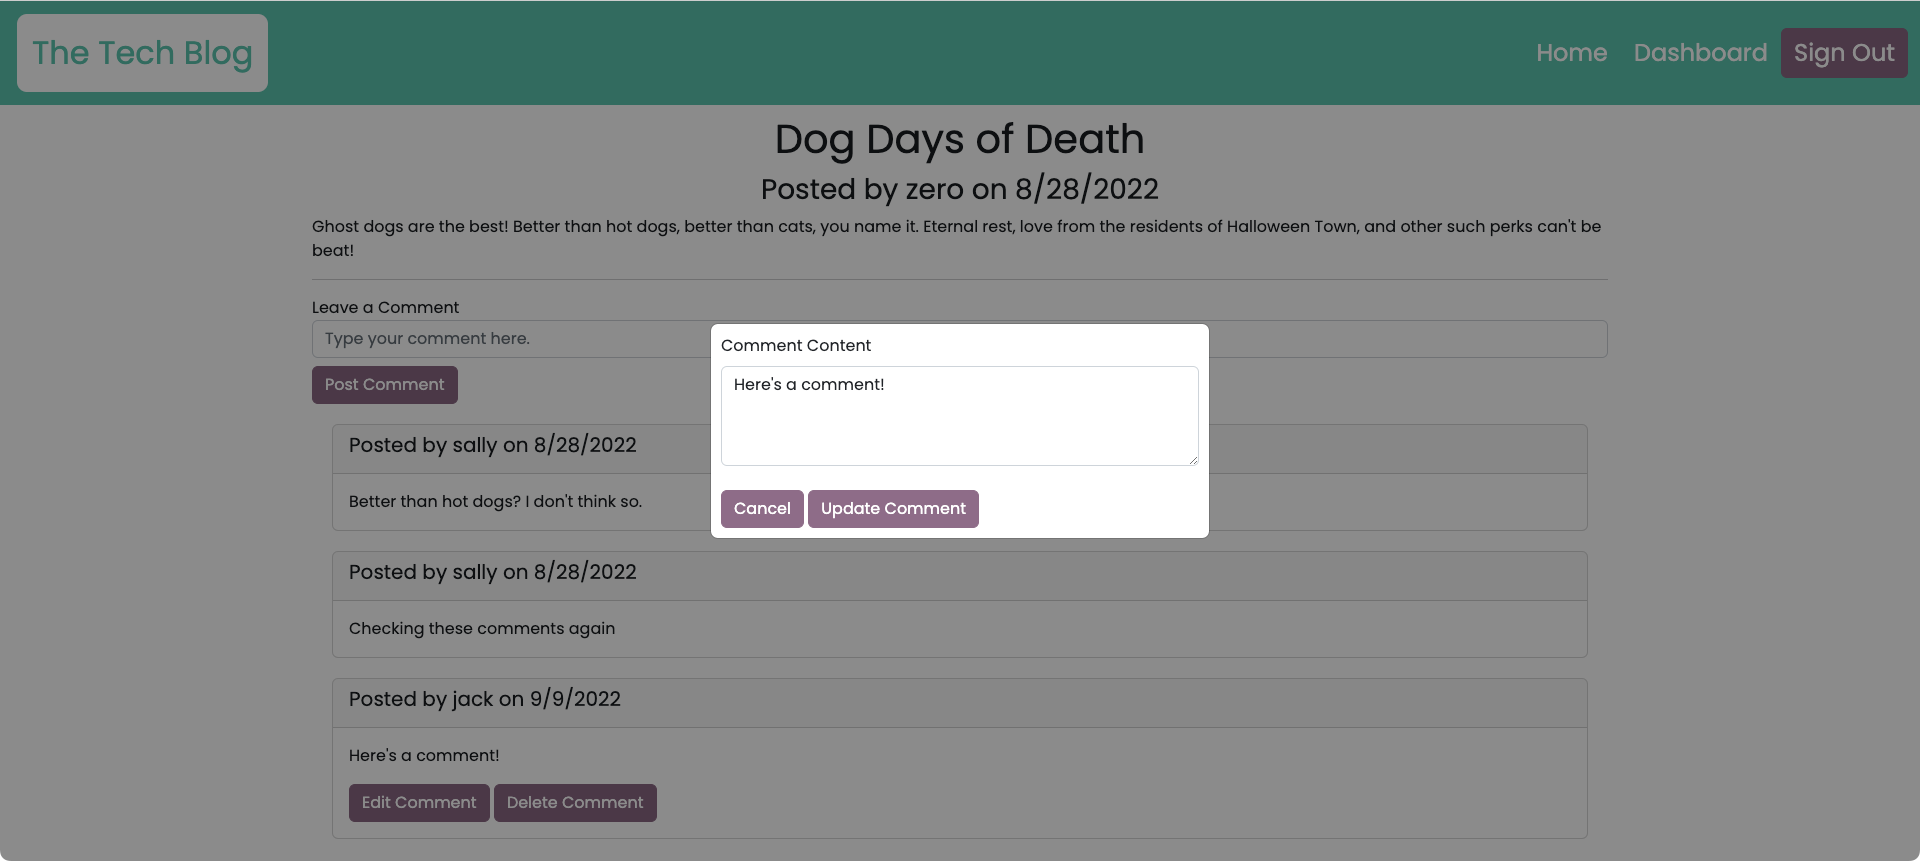 The Tech Blog
Home Dashboard Sign Out
Dog Days of Death
Posted by zero on 8/28/2022
Ghost dogs are the best! Better than hot dogs, better than cats, you name it. Eternal rest, love from the residents of Halloween Town, and other such perks can't be
beat!
Leave a Comment
Type your comment here.
Post Comment
Comment Content
Here's a comment!
Cancel Update Comment
Posted by sally on 8/28/2022
Better than hot dogs? I don't think so.
Posted by sally on 8/28/2022
Checking these comments again
Posted by jack on 9/9/2022
Here's a comment!
Edit Comment Delete Comment